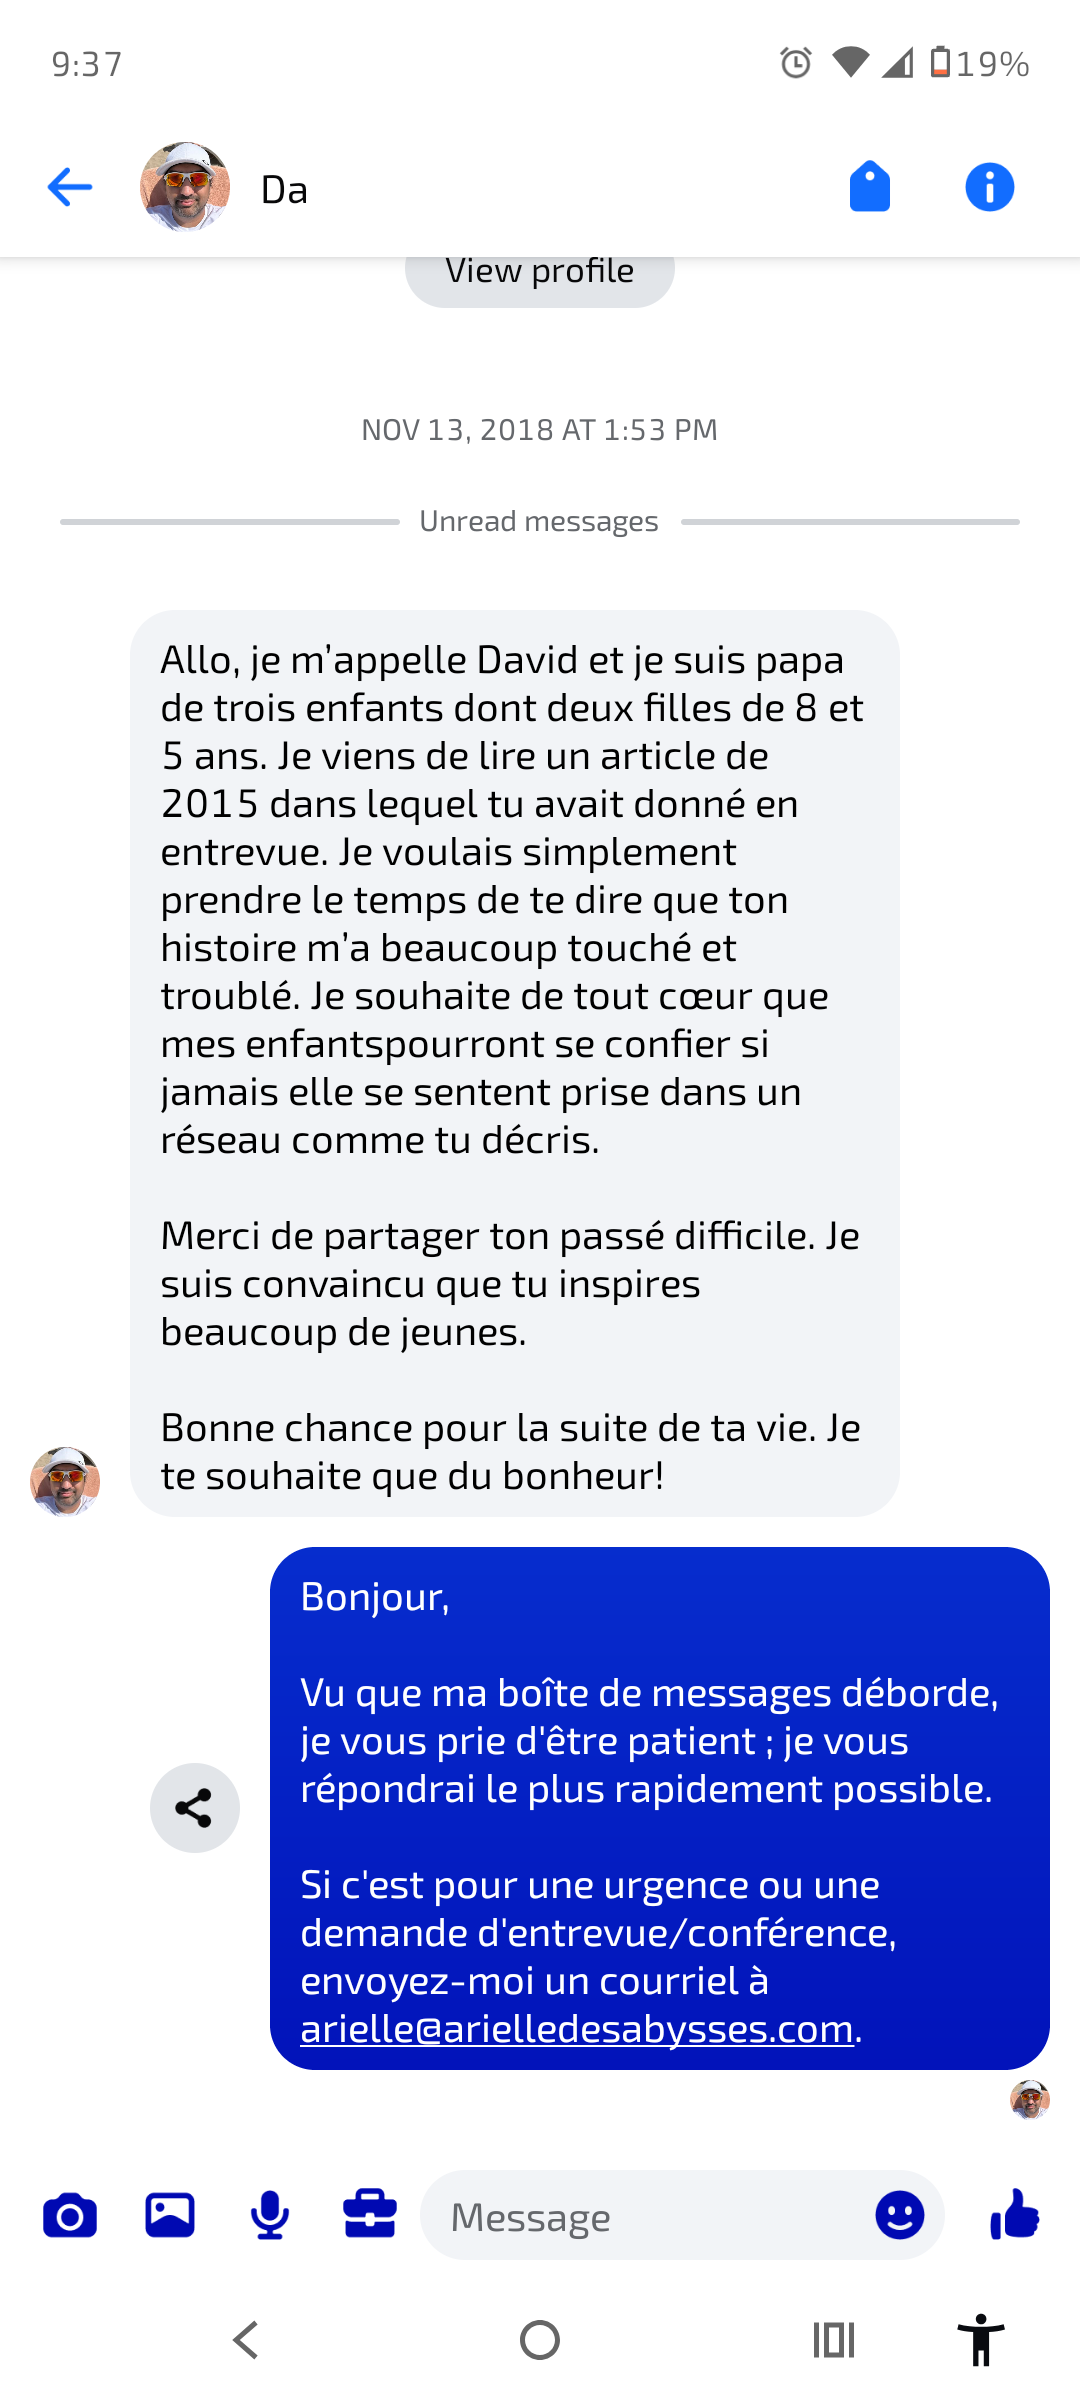 9:37
19%
Da
View profile
NOV 13, 2018 AT 1:53 PM
Unread messages
Allo, je m’appelle David et je suis papa
de trois enfants dont deux filles de 8 et
5 ans. Je viens de lire un article de
2015 dans lequel tu avait donné en
entrevue. Je voulais simplement
prendre le temps de te dire que ton
histoire m’a beaucoup touché et
troublé. Je souhaite de tout cœur que
mes enfantspourront se confier si
jamais elle se sentent prise dans un
réseau comme tu décris.
Merci de partager ton passé difficile. Je
suis convaincu que tu inspires
beaucoup de jeunes.
Bonne chance pour la suite de ta vie. Je
te souhaite que du bonheur!
Bonjour,
Vu que ma boîte de messages déborde,
je vous prie d'être patient ; je vous
répondrai le plus rapidement possible.
Si c'est pour une urgence ou une
demande d'entrevue/conférence,
envoyez-moi un courriel à
arielle@arielledesabysses.com.
Message